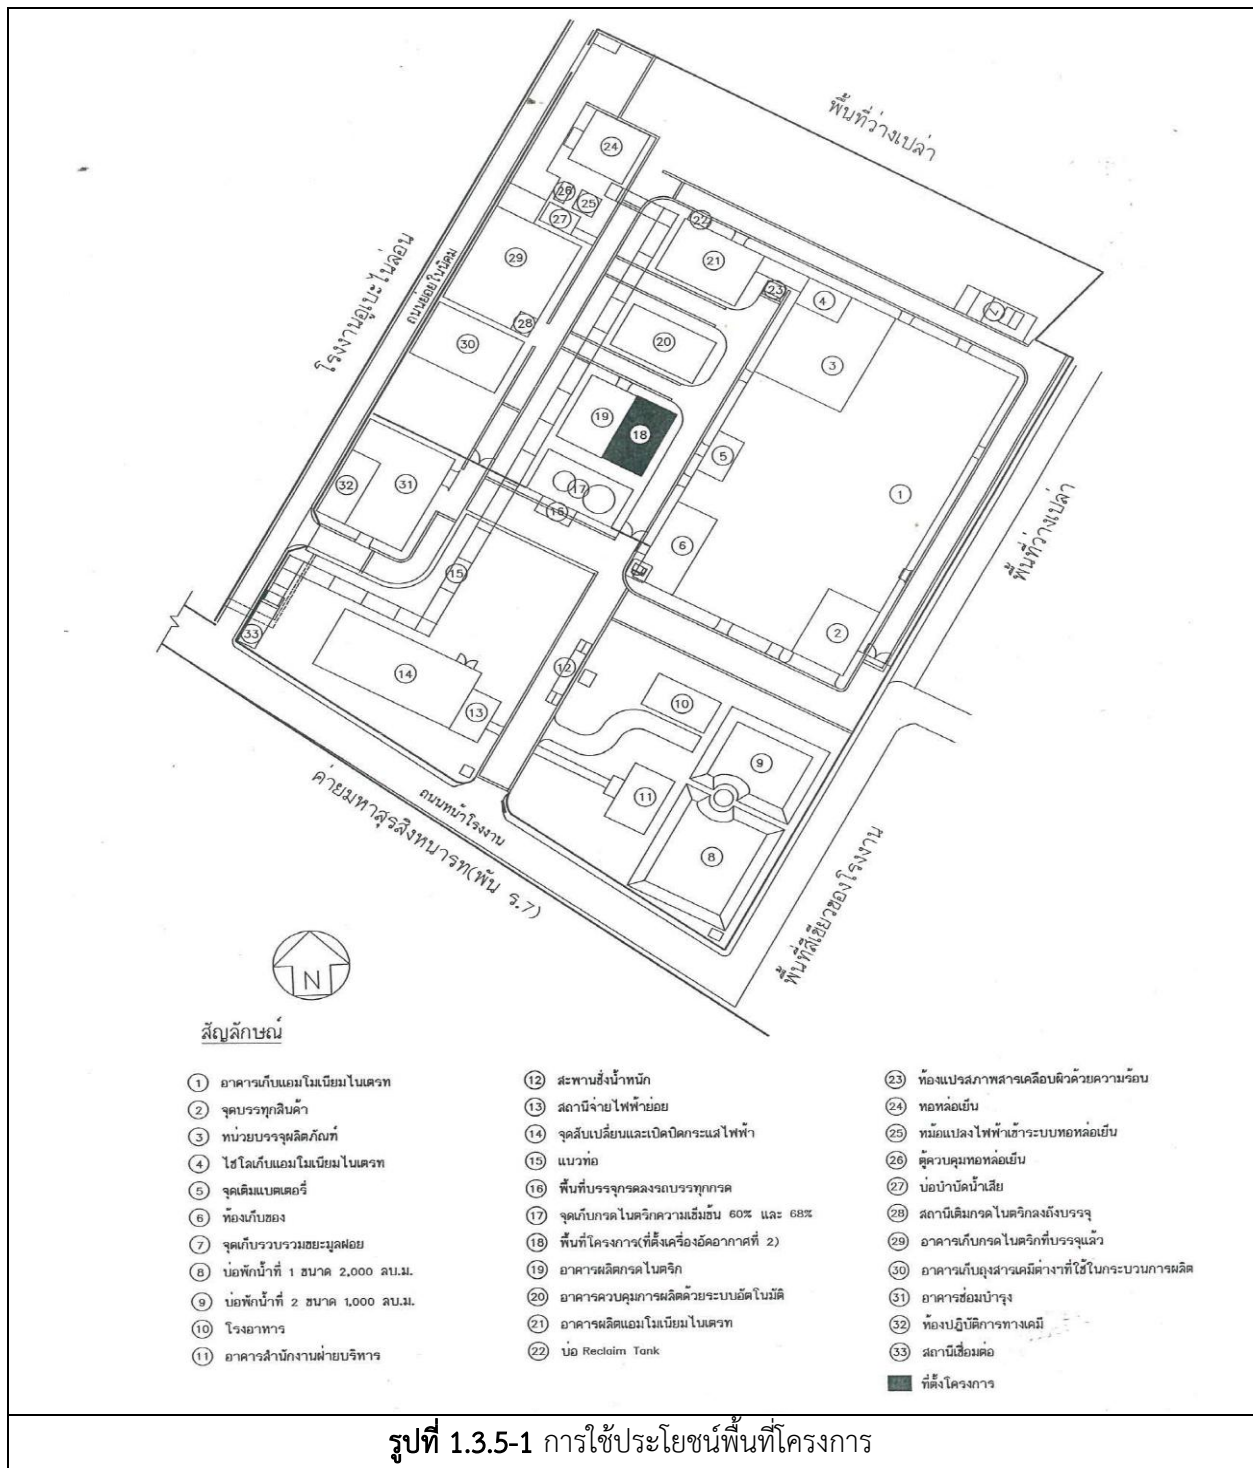 พื้นที่ว่างเปล่า
โรงงานอูเบะไนล่อน
ถนนย่อยในนิคม
24
26
25
27
22
29
21
23
4
7
28
30
20
3
19
18
5
32
31
17
1
16
6
พื้นที่ว่างเปล่า
15
33
2
12
14
10
13
9
11
8
ถนนหน้าโรงงาน
ค่ายมหาสุรสิงหนารท(พัน ร.7)
พื้นที่สีเขียวของโรงงาน
N
สัญลักษณ์
1 อาคารเก็บแอมโมเนียมไนเตรท
2 จุดบรรทุกสินค้า
3 หน่วยบรรจุผลิตภัณฑ์
4 ไซโลเก็บแอมโมเนียมไนเตรท
5 จุดเติมแบตเตอรี่
6 ห้องเก็บของ
7 จุดเก็บรวบรวมขยะมูลฝอย
8 บ่อพักน้ำที่ 1 ขนาด 2,000 ลบ.ม.
9 บ่อพักน้ำที่ 2 ขนาด 1,000 ลบ.ม.
10 โรงอาหาร
11 อาคารสำนักงานฝ่ายบริหาร
12 สะพานชั่งน้ำหนัก
13 สถานีจ่ายไฟฟ้าย่อย
14 จุดสับเปลี่ยนและเปิดปิดกระแสไฟฟ้า
15 แนวท่อ
16 พื้นที่บรรจุกรดลงรถบรรทุกกรด
17 จุดเก็บกรดไนตริกความเข้มข้น 60% และ 68%
18 พื้นที่โครงการ(ที่ตั้งเครื่องอัดอากาศที่ 2)
19 อาคารผลิตกรดไนตริก
20 อาคารควบคุมการผลิตด้วยระบบอัตโนมัติ
21 อาคารผลิตแอมโมเนียมไนเตรท
22 บ่อ Reclaim Tank
23 ห้องแปรสภาพสารเคลือบผิวด้วยความร้อน
24 หอหล่อเย็น
25 หม้อแปลงไฟฟ้าเข้าระบบหอหล่อเย็น
26 ตู้ควบคุมหอหล่อเย็น
27 บ่อบำบัดน้ำเสีย
28 สถานีเติมกรดไนตริกลงถังบรรจุ
29 อาคารเก็บกรดไนตริกที่บรรจุแล้ว
30 อาคารเก็บถุงสารเคมีต่างๆที่ใช้ในกระบวนการผลิต
31 อาคารซ่อมบำรุง
32 ห้องปฏิบัติการทางเคมี
33 สถานีเชื่อมต่อ
ที่ตั้งโครงการ
รูปที่ 1.3.5-1 การใช้ประโยชน์พื้นที่โครงการ